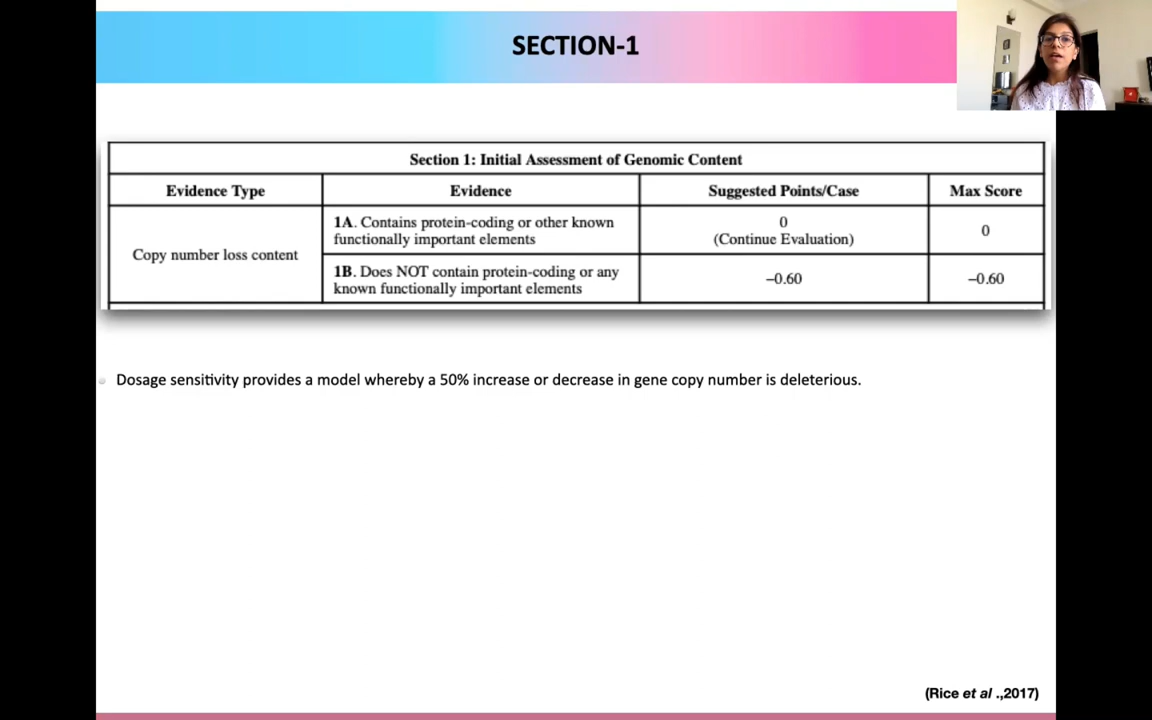 SECTION-1
Section 1: Initial Assessment of Genomic Content
Evidence Type
Evidence
Suggested Points/Case
Max Score
Copy number loss content
1A. Contains protein-coding or other known
functionally important elements
0
(Continue Evaluation)
0
1B. Does NOT contain protein-coding or any
known functionally important elements
–0.60
–0.60
Dosage sensitivity provides a model whereby a 50% increase or decrease in gene copy number is deleterious.
(Rice et al .,2017)